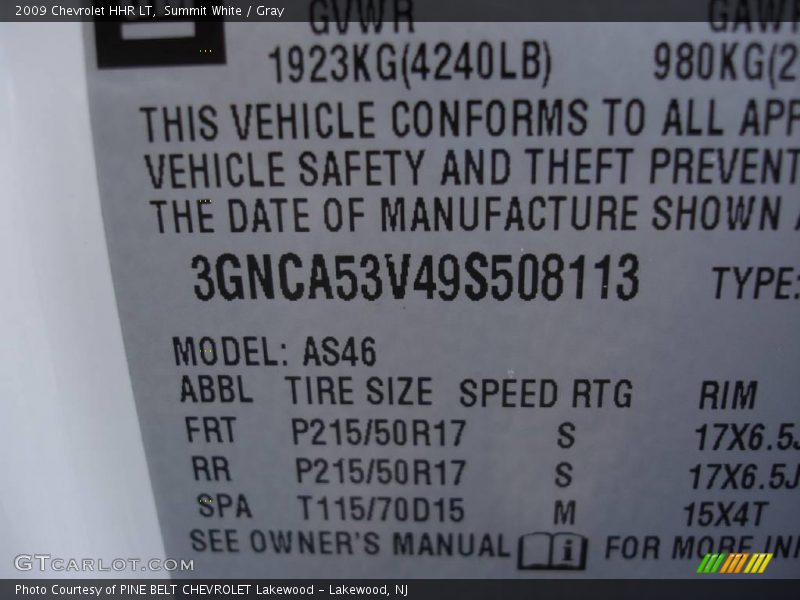 2009 Chevrolet HHR LT, Summit White / Gray
GVWR GAWR
1923KG(4240LB) 980KG(2
THIS VEHICLE CONFORMS TO ALL APP
VEHICLE SAFETY AND THEFT PREVENT
THE DATE OF MANUFACTURE SHOWN A
3GNCA53V49S508113 TYPE:
MODEL: AS46
ABBL TIRE SIZE SPEED RTG RIM
FRT P215/50R17 S 17X6.5J
RR P215/50R17 S 17X6.5J
SPA T115/70D15 M 15X4T
SEE OWNER'S MANUAL i FOR MORE INF
GTCARLOT.COM
Photo Courtesy of PINE BELT CHEVROLET Lakewood - Lakewood, NJ